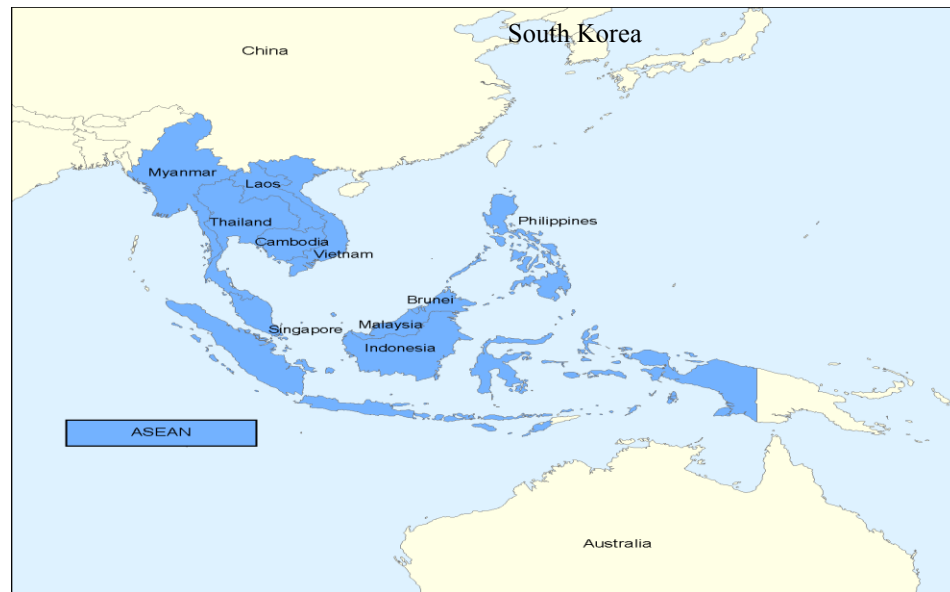 South Korea
China
Myanmar
Laos
Thailand
Philippines
Cambodia
Vietnam
Brunei
Singapore
Malaysia
Indonesia
ASEAN
Australia